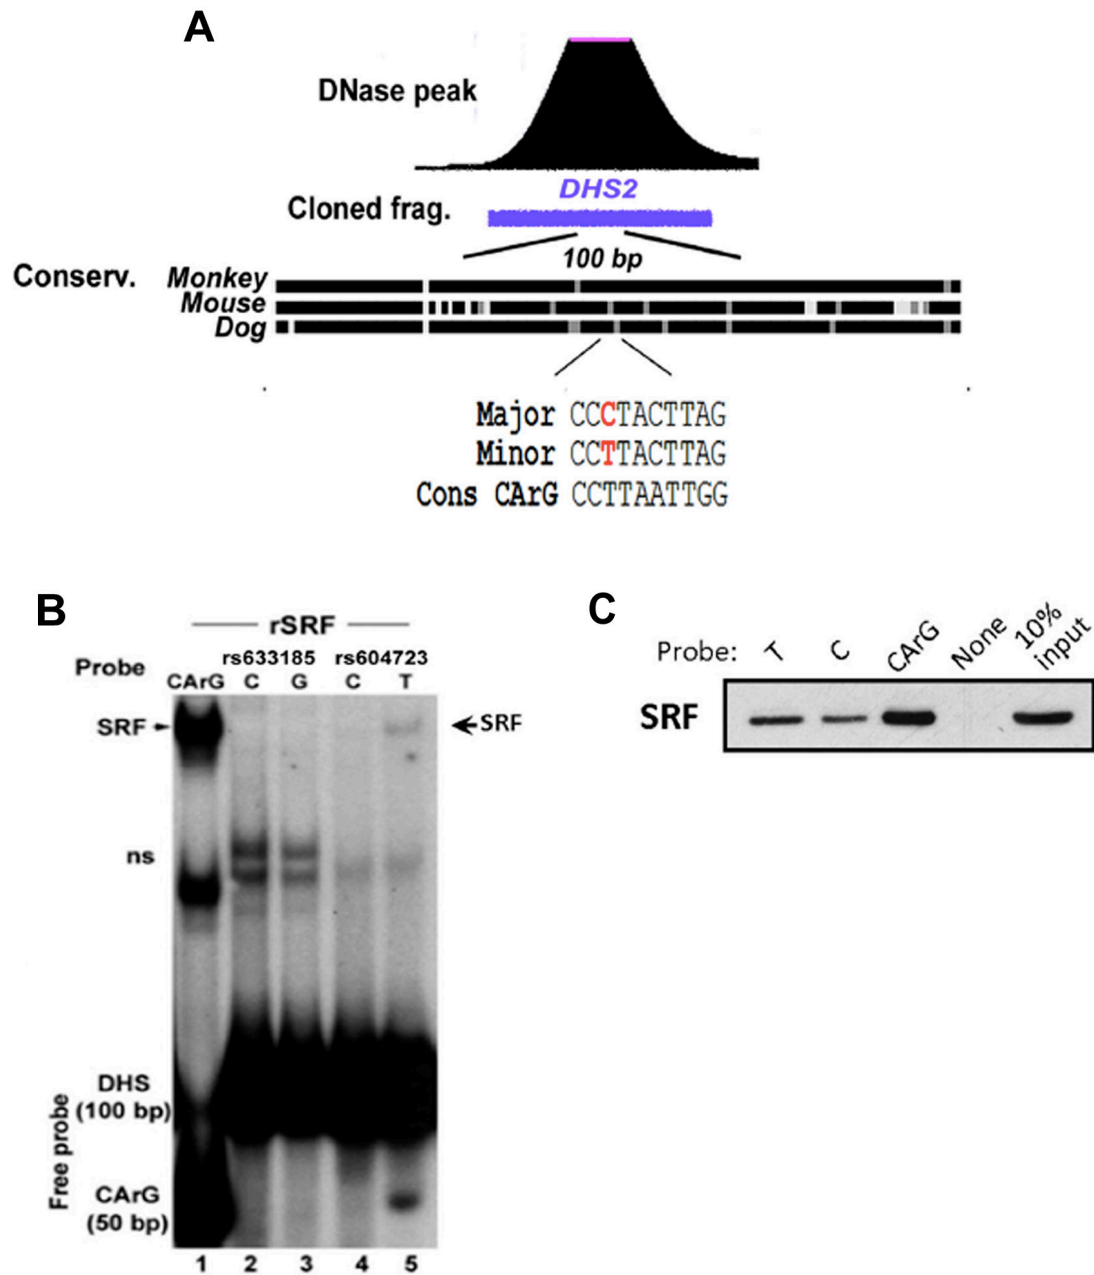 A
DNase peak
DHS2
Cloned frag.
100 bp
Conserv. Monkey
Mouse
Dog
Major CCCTACTTAG
Minor CCTTACTTAG
Cons CArG CCTTAATTGG
B
rSRF
Probe rs633185 rs604723
CArG C G C T
SRF
SRF
ns
DHS
(100 bp)
Free probe
CArG
(50 bp)
1 2 3 4 5
C
Probe: T C CArG None 10% input
SRF